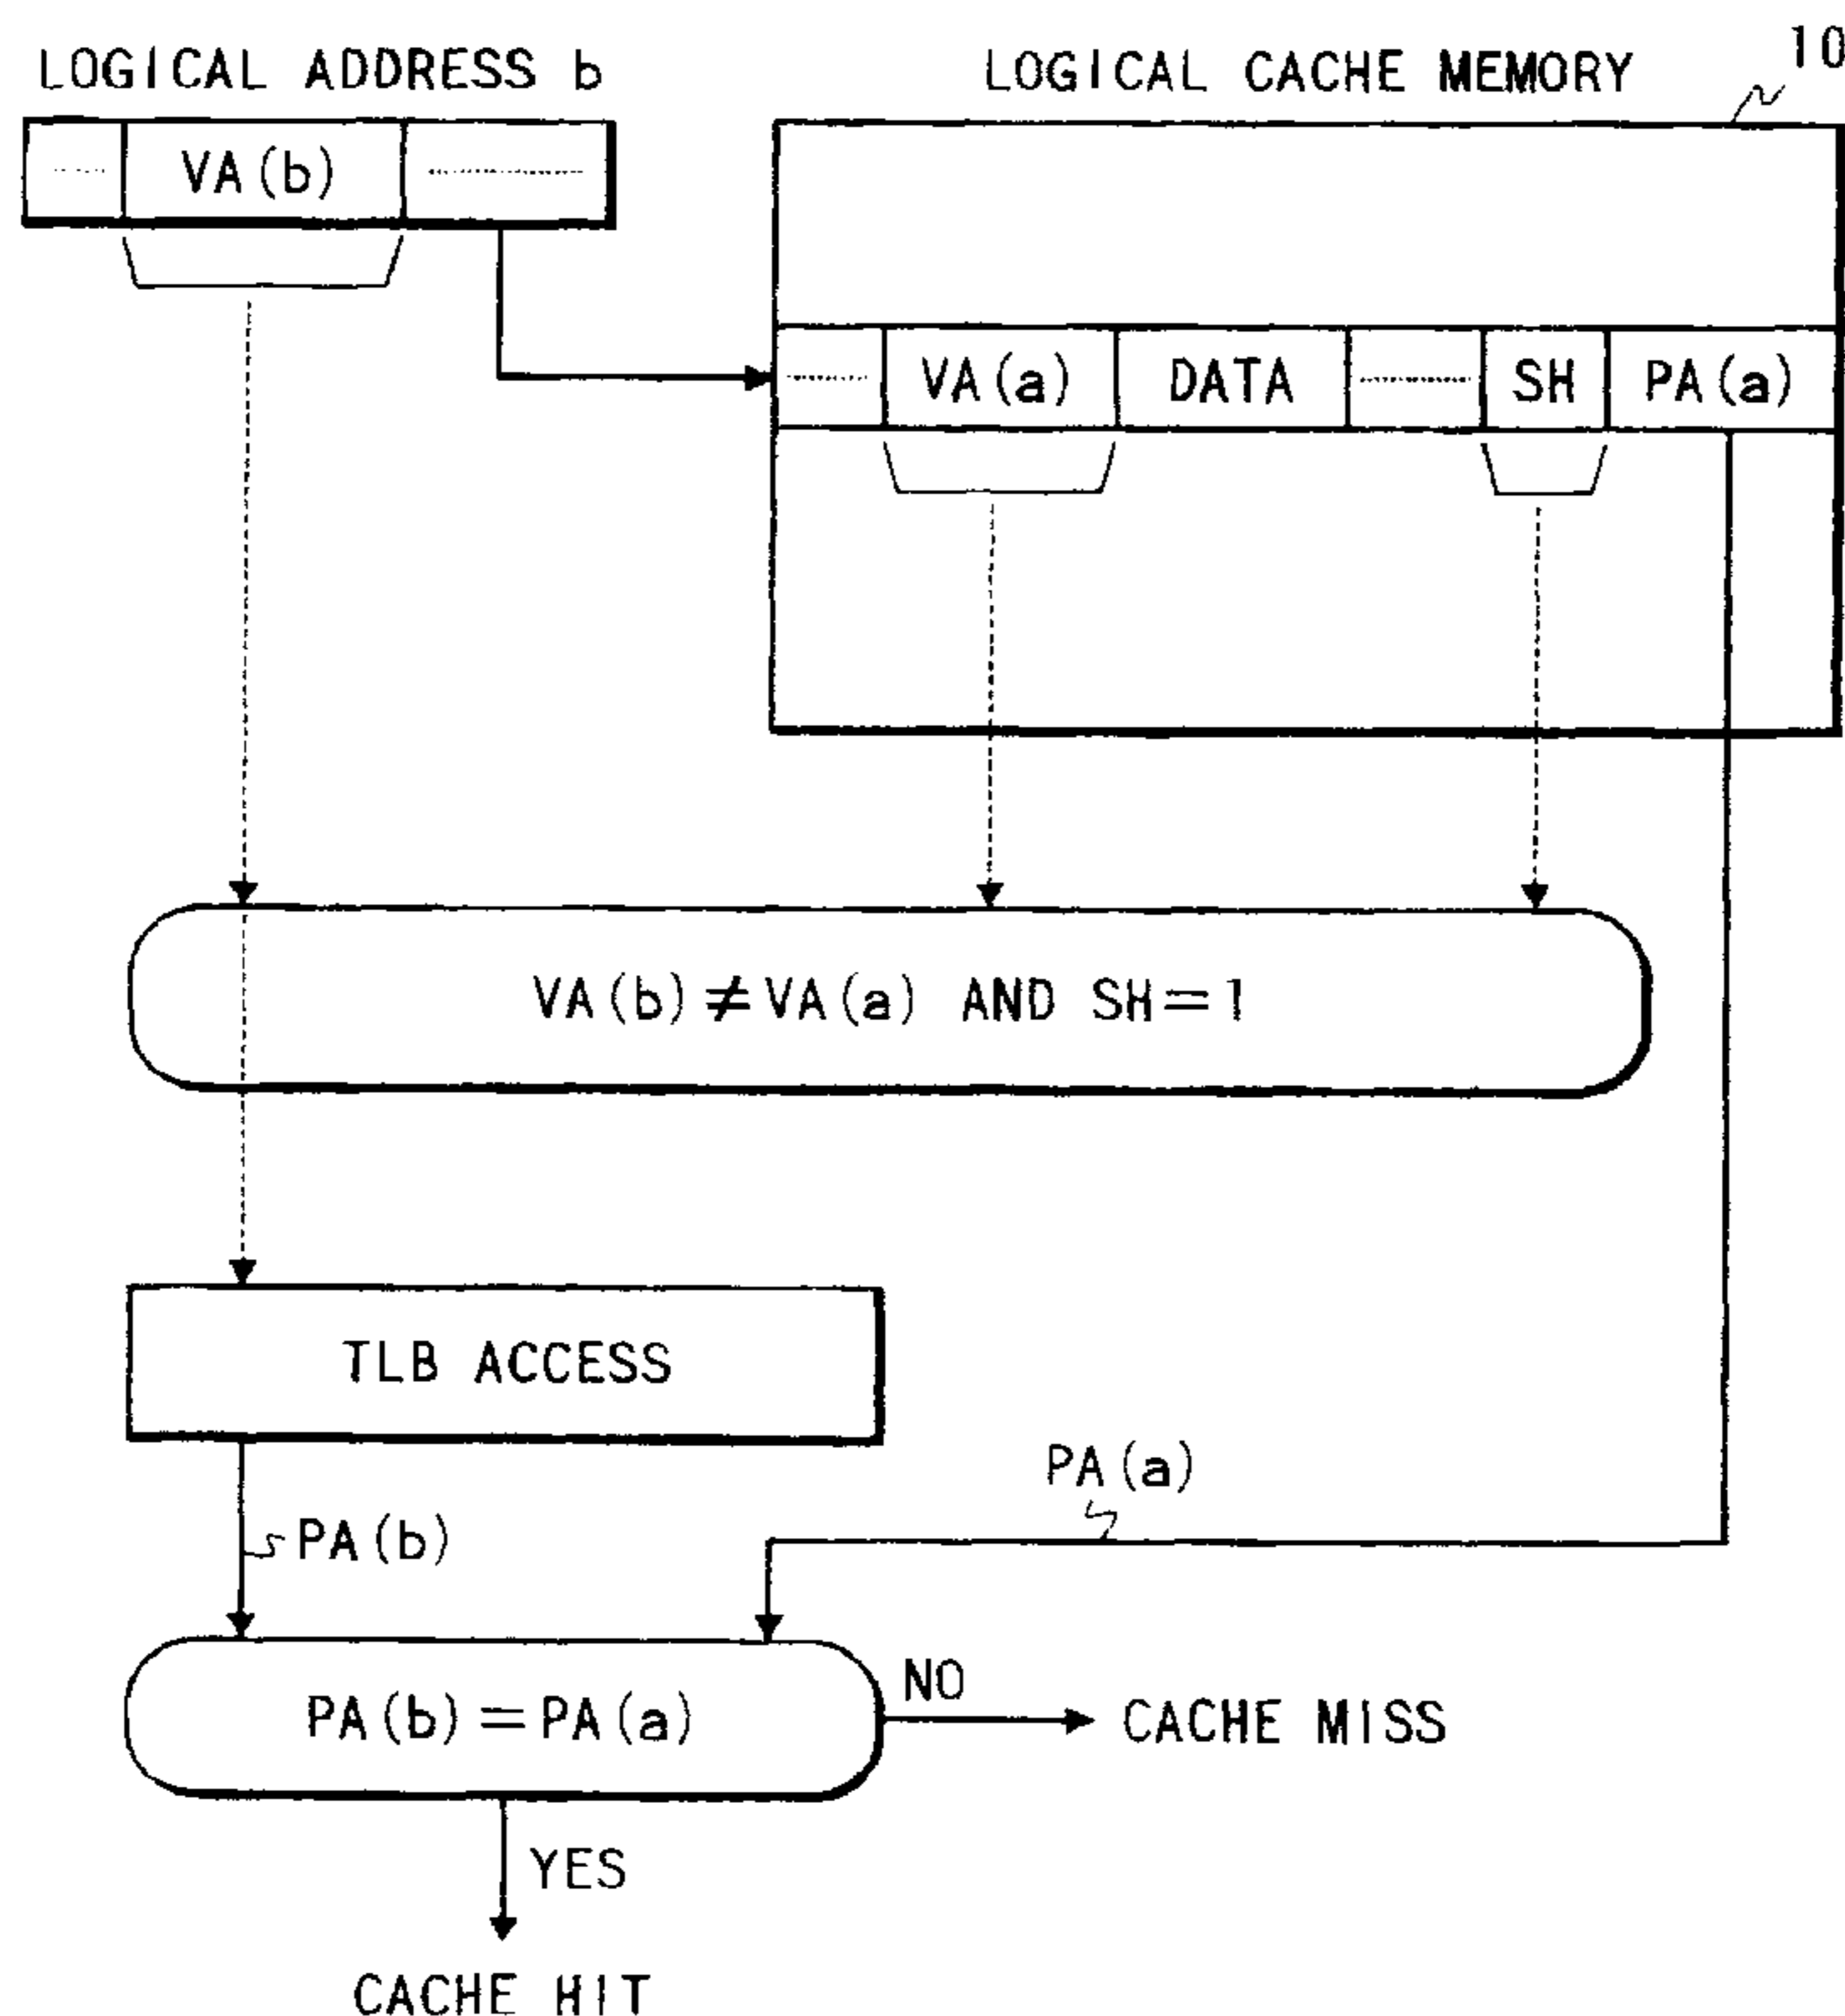 LOGICAL ADDRESS b
LOGICAL CACHE MEMORY
10
VA(b)
VA(a) DATA SH PA(a)
VA(b)≠VA(a) AND SH=1
TLB ACCESS
PA(a)
PA(b)
PA(b)=PA(a)
NO
CACHE MISS
YES
CACHE HIT